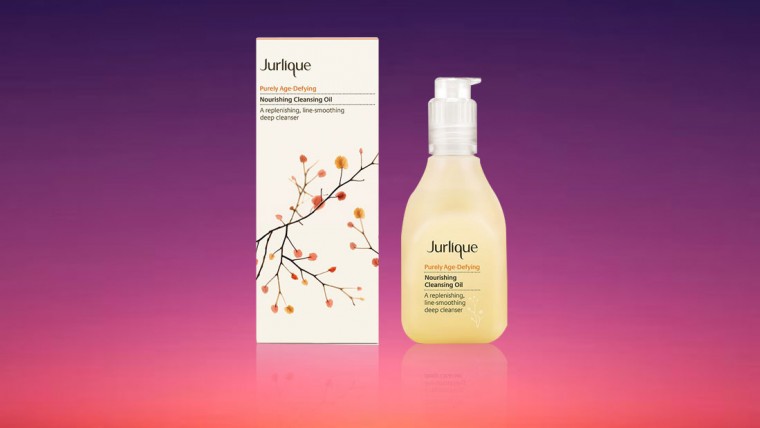 Jurlique
Purely Age-Defying
Nourishing Cleansing Oil
A replenishing, line-smoothing
deep cleanser
Jurlique
Purely Age-Defying
Nourishing
Cleansing Oil
A replenishing,
line-smoothing
deep cleanser